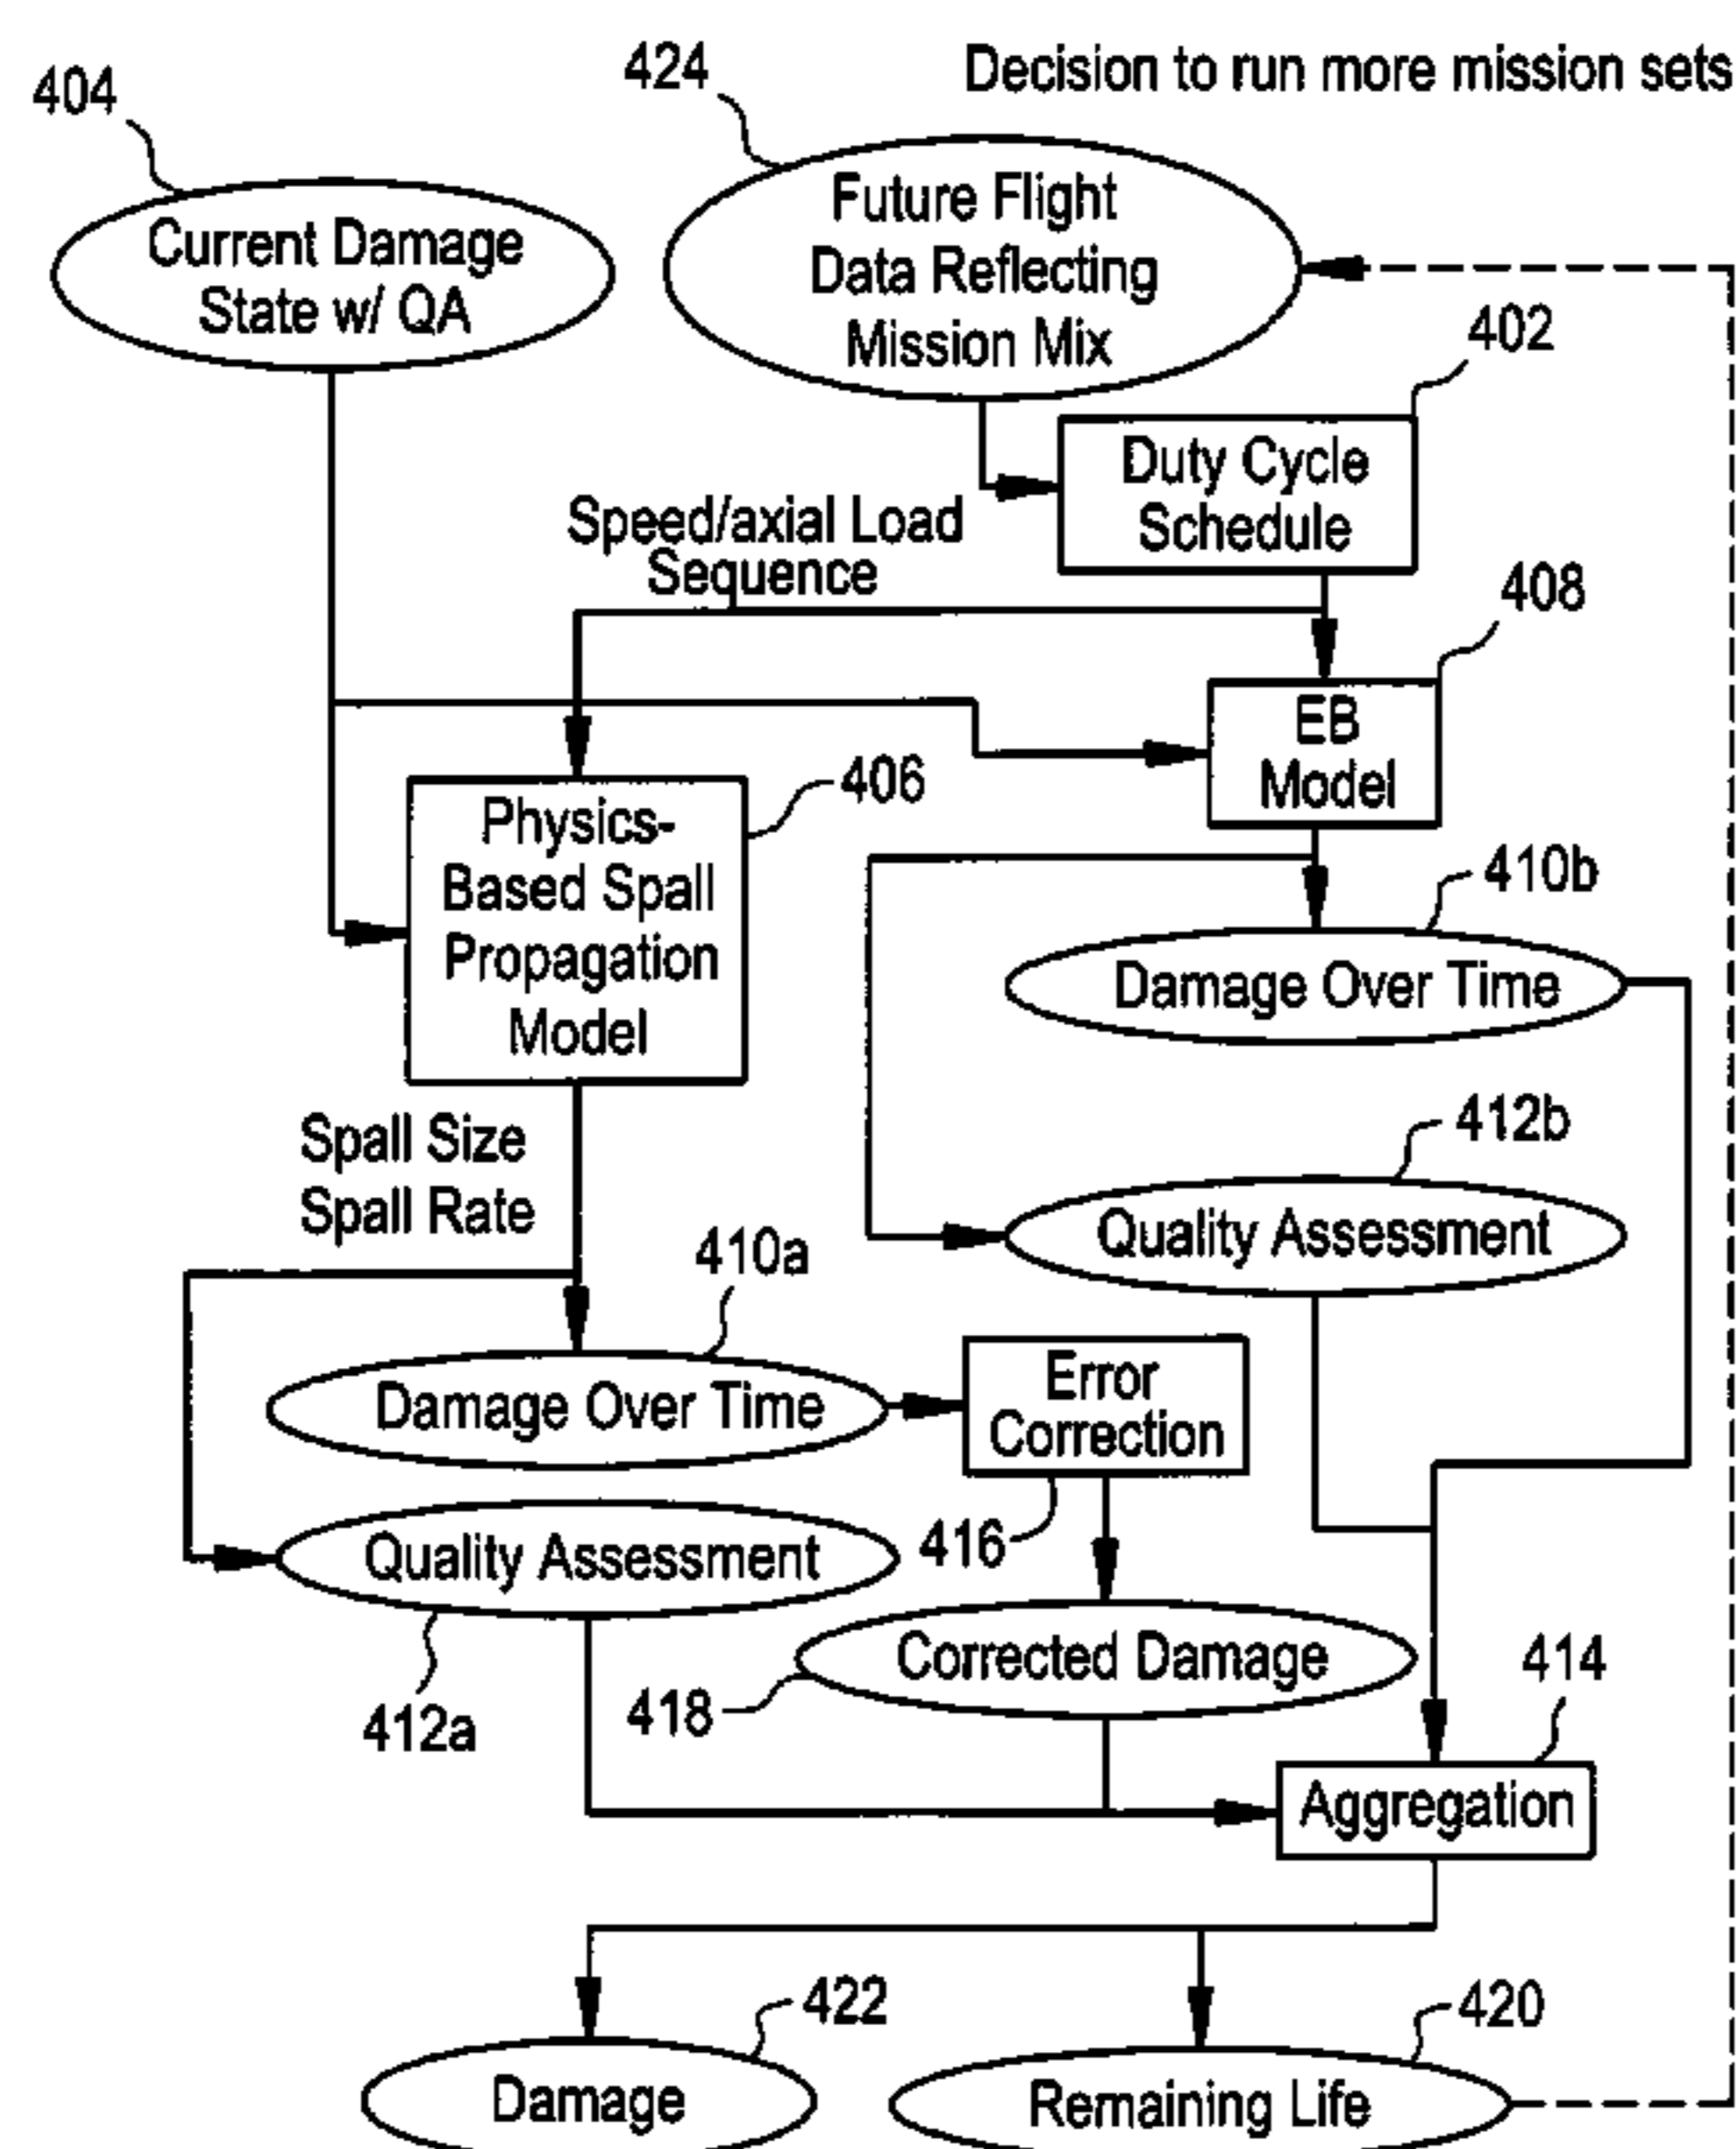 424
Decision to run more mission sets
404
Current Damage
State w/ QA
Future Flight
Data Reflecting
Mission Mix
402
Duty Cycle
Schedule
Speed/axial Load
Sequence
408
EB
Model
406
Physics-
Based Spall
Propagation
Model
410b
Damage Over Time
Spall Size
Spall Rate
412b
Quality Assessment
410a
Damage Over Time
Error
Correction
416
Quality Assessment
412a
Corrected Damage
418
414
Aggregation
422
Damage
420
Remaining Life